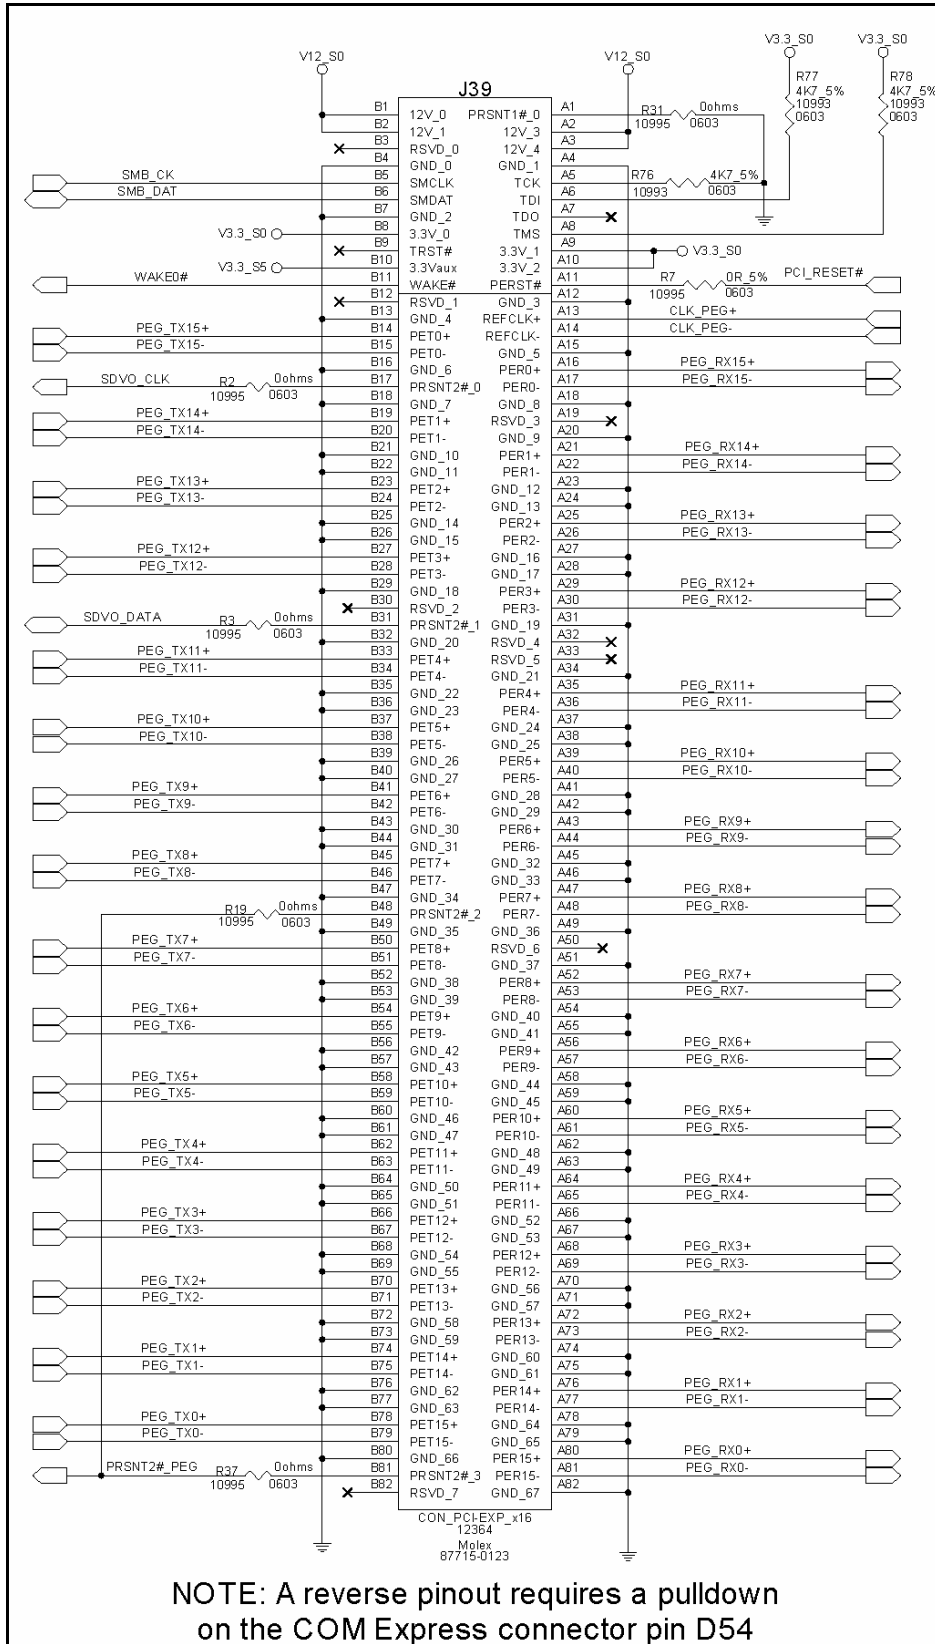 V12_S0 V12_S0 V3.3_S0 V3.3_S0
J39
R77 4K7_5% 10993 0603
R78 4K7_5% 10993 0603
B1 12V_0 PRSNT1#_0 A1 R31 0ohms 10995 0603
B2 12V_1 12V_3 A2
B3 RSVD_0 12V_4 A3
B4 GND_0 GND_1 A4
SMB_CK B5 SMCLK TCK A5 R76 4K7_5% 10993 0603
SMB_DAT B6 SMDAT TDI A6
B7 GND_2 TDO A7
V3.3_S0 B8 3.3V_0 TMS A8
B9 TRST# 3.3V_1 A9 V3.3_S0
V3.3_S5 B10 3.3Vaux 3.3V_2 A10
WAKE0# B11 WAKE# PERST# A11 R7 0R_5% 10995 0603 PCI_RESET#
B12 RSVD_1 GND_3 A12
B13 GND_4 REFCLK+ A13 CLK_PEG+
PEG_TX15+ B14 PET0+ REFCLK- A14 CLK_PEG-
PEG_TX15- B15 PET0- GND_5 A15
B16 GND_6 PER0+ A16 PEG_RX15+
SDVO_CLK R2 0ohms 10995 0603 B17 PRSNT2#_0 PER0- A17 PEG_RX15-
B18 GND_7 GND_8 A18
PEG_TX14+ B19 PET1+ RSVD_3 A19
PEG_TX14- B20 PET1- GND_9 A20
B21 GND_10 PER1+ A21 PEG_RX14+
B22 GND_11 PER1- A22 PEG_RX14-
PEG_TX13+ B23 PET2+ GND_12 A23
PEG_TX13- B24 PET2- GND_13 A24
B25 GND_14 PER2+ A25 PEG_RX13+
B26 GND_15 PER2- A26 PEG_RX13-
PEG_TX12+ B27 PET3+ GND_16 A27
PEG_TX12- B28 PET3- GND_17 A28
B29 GND_18 PER3+ A29 PEG_RX12+
B30 RSVD_2 PER3- A30 PEG_RX12-
SDVO_DATA R3 0ohms 10995 0603 B31 PRSNT2#_1 GND_19 A31
B32 GND_20 RSVD_4 A32
PEG_TX11+ B33 PET4+ RSVD_5 A33
PEG_TX11- B34 PET4- GND_21 A34
B35 GND_22 PER4+ A35 PEG_RX11+
B36 GND_23 PER4- A36 PEG_RX11-
PEG_TX10+ B37 PET5+ GND_24 A37
PEG_TX10- B38 PET5- GND_25 A38
B39 GND_26 PER5+ A39 PEG_RX10+
B40 GND_27 PER5- A40 PEG_RX10-
PEG_TX9+ B41 PET6+ GND_28 A41
PEG_TX9- B42 PET6- GND_29 A42
B43 GND_30 PER6+ A43 PEG_RX9+
B44 GND_31 PER6- A44 PEG_RX9-
PEG_TX8+ B45 PET7+ GND_32 A45
PEG_TX8- B46 PET7- GND_33 A46
B47 GND_34 PER7+ A47 PEG_RX8+
R19 0ohms 10995 0603 B48 PRSNT2#_2 PER7- A48 PEG_RX8-
B49 GND_35 GND_36 A49
PEG_TX7+ B50 PET8+ RSVD_6 A50
PEG_TX7- B51 PET8- GND_37 A51
B52 GND_38 PER8+ A52 PEG_RX7+
B53 GND_39 PER8- A53 PEG_RX7-
PEG_TX6+ B54 PET9+ GND_40 A54
PEG_TX6- B55 PET9- GND_41 A55
B56 GND_42 PER9+ A56 PEG_RX6+
B57 GND_43 PER9- A57 PEG_RX6-
PEG_TX5+ B58 PET10+ GND_44 A58
PEG_TX5- B59 PET10- GND_45 A59
B60 GND_46 PER10+ A60 PEG_RX5+
B61 GND_47 PER10- A61 PEG_RX5-
PEG_TX4+ B62 PET11+ GND_48 A62
PEG_TX4- B63 PET11- GND_49 A63
B64 GND_50 PER11+ A64 PEG_RX4+
B65 GND_51 PER11- A65 PEG_RX4-
PEG_TX3+ B66 PET12+ GND_52 A66
PEG_TX3- B67 PET12- GND_53 A67
B68 GND_54 PER12+ A68 PEG_RX3+
B69 GND_55 PER12- A69 PEG_RX3-
PEG_TX2+ B70 PET13+ GND_56 A70
PEG_TX2- B71 PET13- GND_57 A71
B72 GND_58 PER13+ A72 PEG_RX2+
B73 GND_59 PER13- A73 PEG_RX2-
PEG_TX1+ B74 PET14+ GND_60 A74
PEG_TX1- B75 PET14- GND_61 A75
B76 GND_62 PER14+ A76 PEG_RX1+
B77 GND_63 PER14- A77 PEG_RX1-
PEG_TX0+ B78 PET15+ GND_64 A78
PEG_TX0- B79 PET15- GND_65 A79
B80 GND_66 PER15+ A80 PEG_RX0+
PRSNT2#_PEG R37 0ohms 10995 0603 B81 PRSNT2#_3 PER15- A81 PEG_RX0-
B82 RSVD_7 GND_67 A82
CON_PCI-EXP_x16
12364
Molex
87715-0123
NOTE: A reverse pinout requires a pulldown
on the COM Express connector pin D54